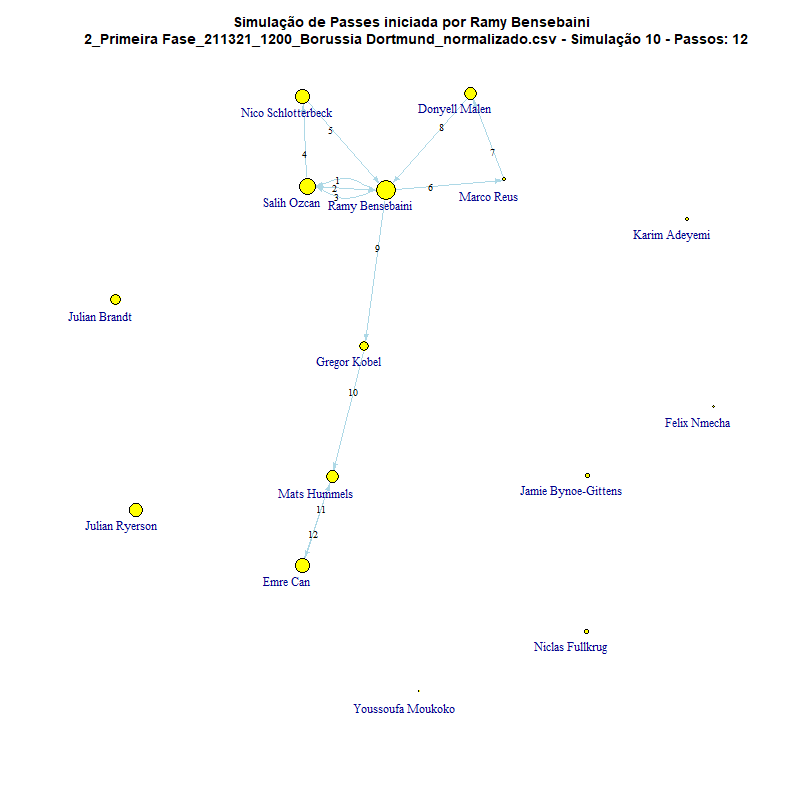 Simulação de Passes iniciada por Ramy Bensebaini
2_Primeira Fase_211321_1200_Borussia Dortmund_normalizado.csv - Simulação 10 - Passos: 12
Nico Schlotterbeck
Donyell Malen
5
8
4
7
1
2
3
6
Salih Ozcan
Ramy Bensebaini
Marco Reus
Karim Adeyemi
9
Julian Brandt
Gregor Kobel
10
Felix Nmecha
Mats Hummels
Jamie Bynoe-Gittens
11
Julian Ryerson
12
Emre Can
Niclas Fullkrug
Youssoufa Moukoko